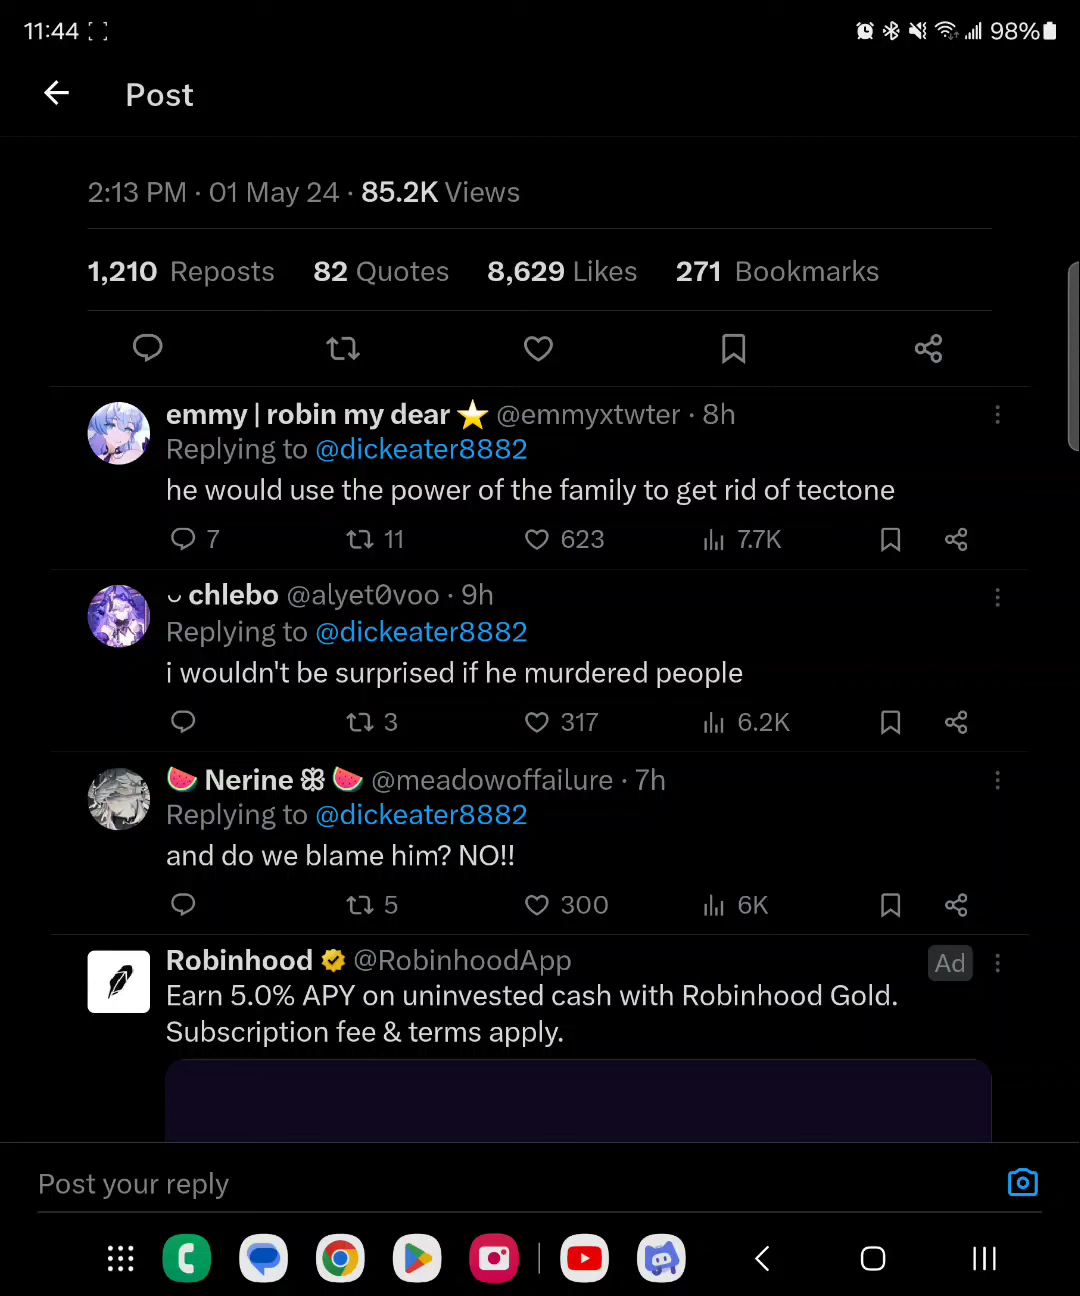 11:44 98%
Post
2:13 PM · 01 May 24 · 85.2K Views
1,210 Reposts 82 Quotes 8,629 Likes 271 Bookmarks
emmy | robin my dear ⭐ @emmyxtwter · 8h
Replying to @dickeater8882
he would use the power of the family to get rid of tectone
7 11 623 7.7K
◡ chlebo @alyet0voo · 9h
Replying to @dickeater8882
i wouldn't be surprised if he murdered people
3 317 6.2K
🍉 Nerine ꕥ 🍉 @meadowoffailure · 7h
Replying to @dickeater8882
and do we blame him? NO!!
5 300 6K
Robinhood @RobinhoodApp Ad
Earn 5.0% APY on uninvested cash with Robinhood Gold.
Subscription fee & terms apply.
Post your reply